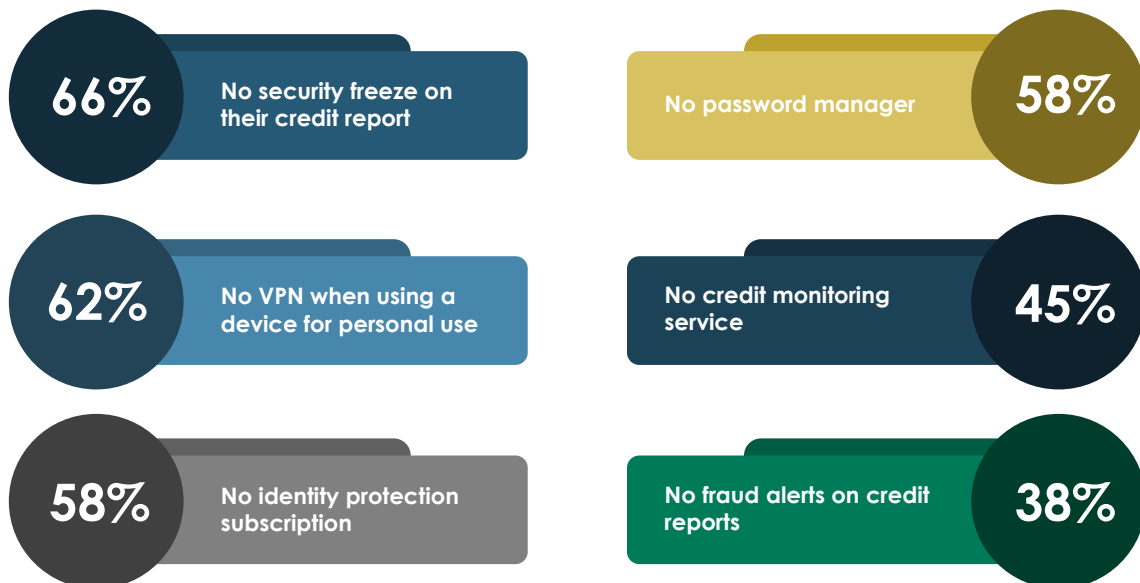 66%
No security freeze on
their credit report
No password manager
58%
62%
No VPN when using a
device for personal use
No credit monitoring
service
45%
58%
No identity protection
subscription
No fraud alerts on credit
reports
38%